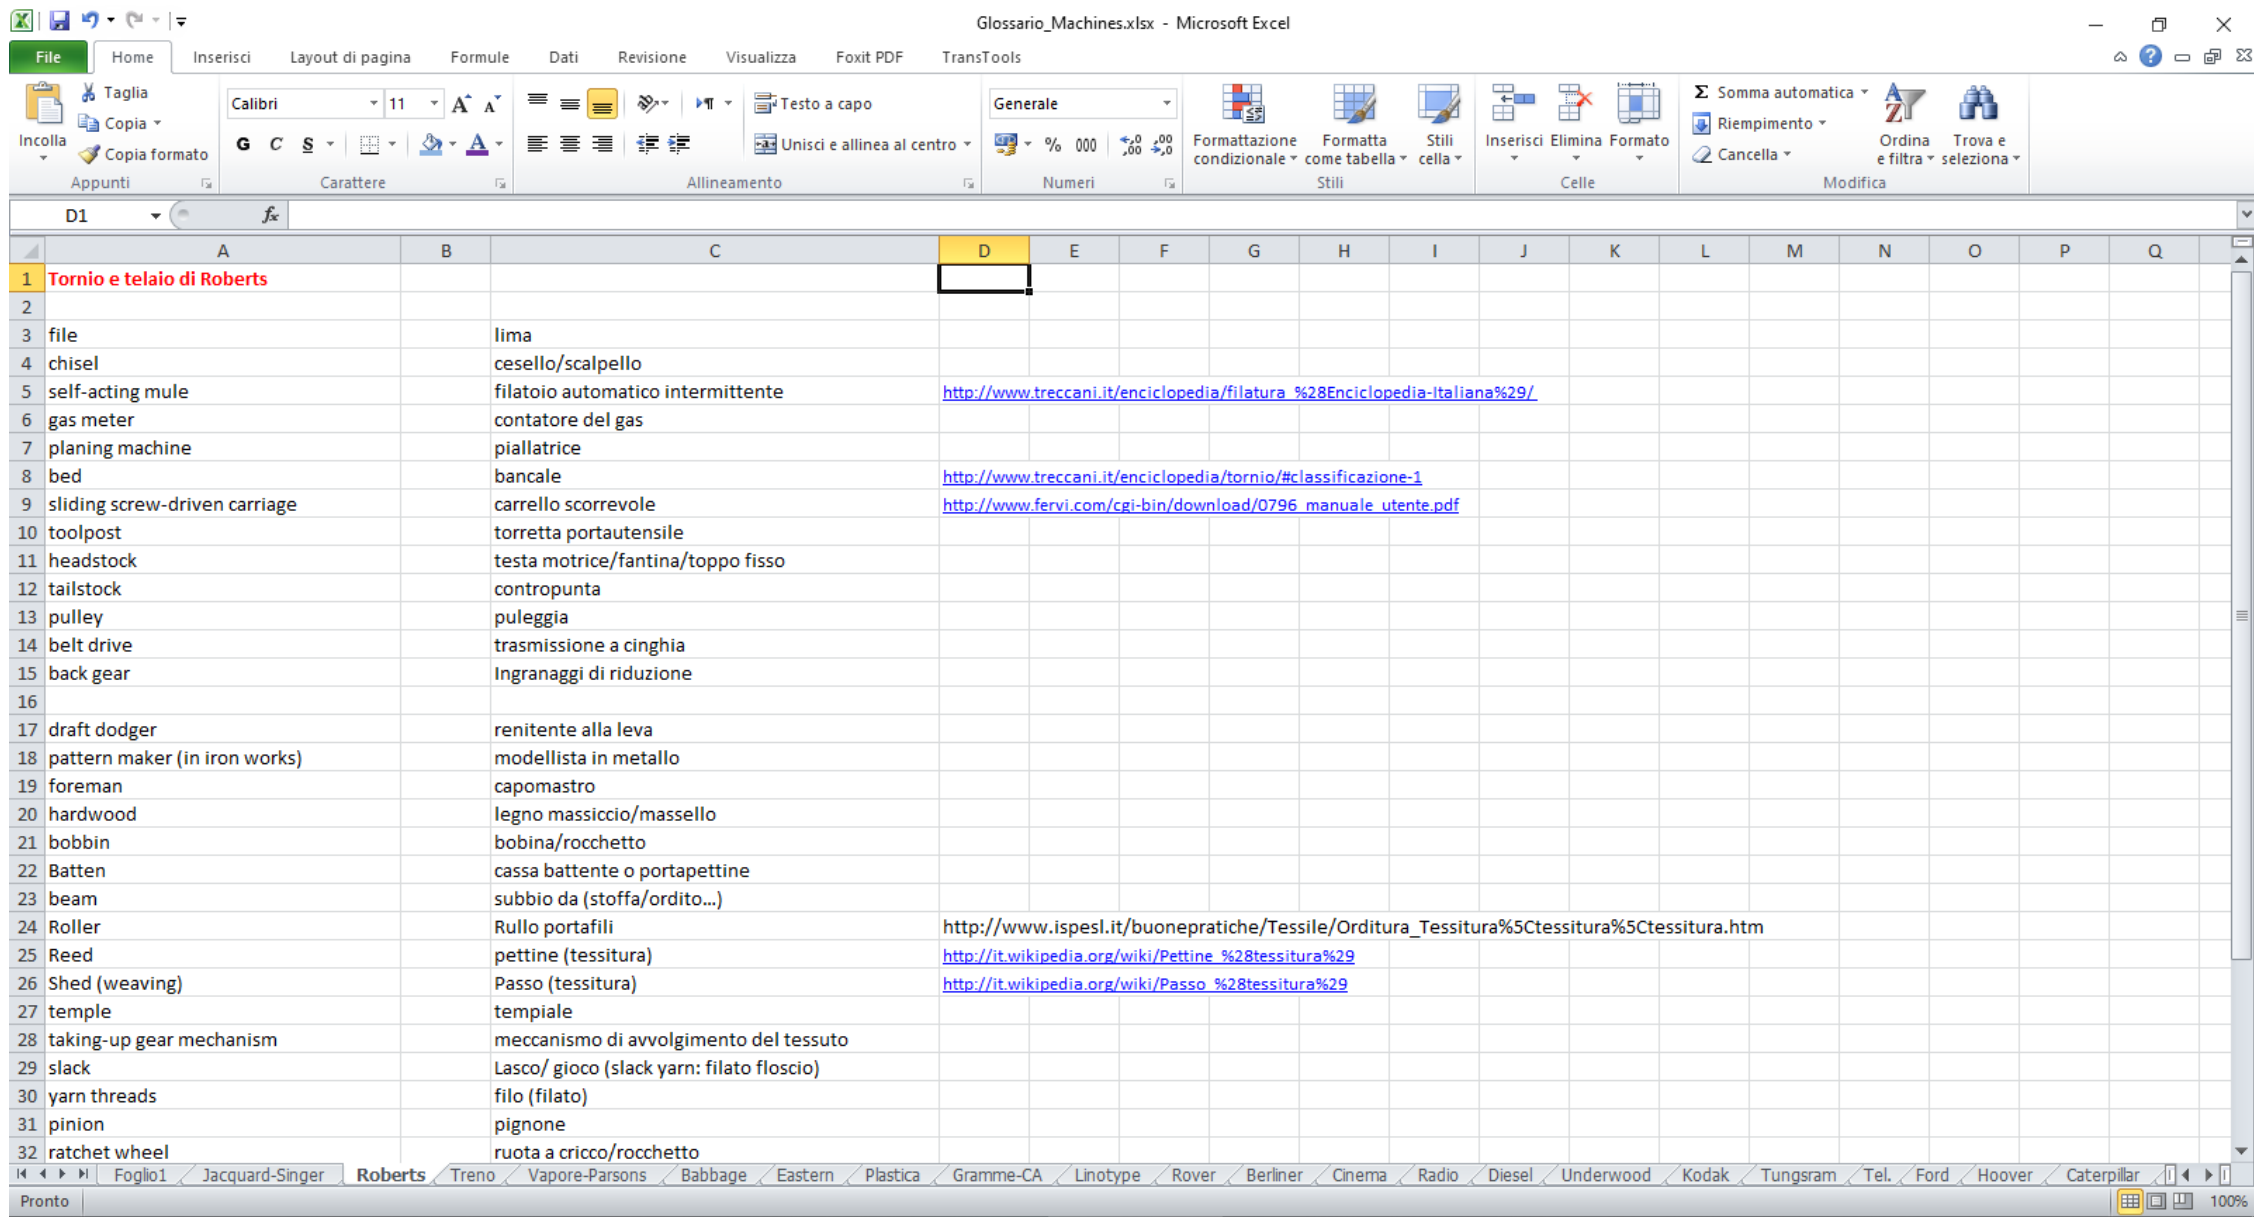 Glossario_Machines.xlsx - Microsoft Excel
File Home Inserisci Layout di pagina Formule Dati Revisione Visualizza Foxit PDF TransTools
Incolla Taglia Copia Copia formato Appunti
Calibri 11 G C S Carattere
Testo a capo Unisci e allinea al centro Allineamento
Generale % 000 Numeri
Formattazione condizionale Formatta come tabella Stili cella Stili
Inserisci Elimina Formato Celle
Σ Somma automatica Riempimento Cancella Ordina e filtra Trova e seleziona Modifica
D1 fx
A B C D E F G H I J K L M N O P Q
1 Tornio e telaio di Roberts
2
3 file lima
4 chisel cesello/scalpello
5 self-acting mule filatoio automatico intermittente http://www.treccani.it/enciclopedia/filatura_%28Enciclopedia-Italiana%29/
6 gas meter contatore del gas
7 planing machine piallatrice
8 bed bancale http://www.treccani.it/enciclopedia/tornio/#classificazione-1
9 sliding screw-driven carriage carrello scorrevole http://www.fervi.com/cgi-bin/download/0796_manuale_utente.pdf
10 toolpost torretta portautensile
11 headstock testa motrice/fantina/toppo fisso
12 tailstock contropunta
13 pulley puleggia
14 belt drive trasmissione a cinghia
15 back gear Ingranaggi di riduzione
16
17 draft dodger renitente alla leva
18 pattern maker (in iron works) modellista in metallo
19 foreman capomastro
20 hardwood legno massiccio/massello
21 bobbin bobina/rocchetto
22 Batten cassa battente o portapettine
23 beam subbio da (stoffa/ordito...)
24 Roller Rullo portafili http://www.ispesl.it/buonepratiche/Tessile/Orditura_Tessitura%5Ctessitura%5Ctessitura.htm
25 Reed pettine (tessitura) http://it.wikipedia.org/wiki/Pettine_%28tessitura%29
26 Shed (weaving) Passo (tessitura) http://it.wikipedia.org/wiki/Passo_%28tessitura%29
27 temple tempiale
28 taking-up gear mechanism meccanismo di avvolgimento del tessuto
29 slack Lasco/ gioco (slack yarn: filato floscio)
30 yarn threads filo (filato)
31 pinion pignone
32 ratchet wheel ruota a cricco/rocchetto
Foglio1 Jacquard-Singer Roberts Treno Vapore-Parsons Babbage Eastern Plastica Gramme-CA Linotype Rover Berliner Cinema Radio Diesel Underwood Kodak Tungsram Tel. Ford Hoover Caterpillar
Pronto 100%